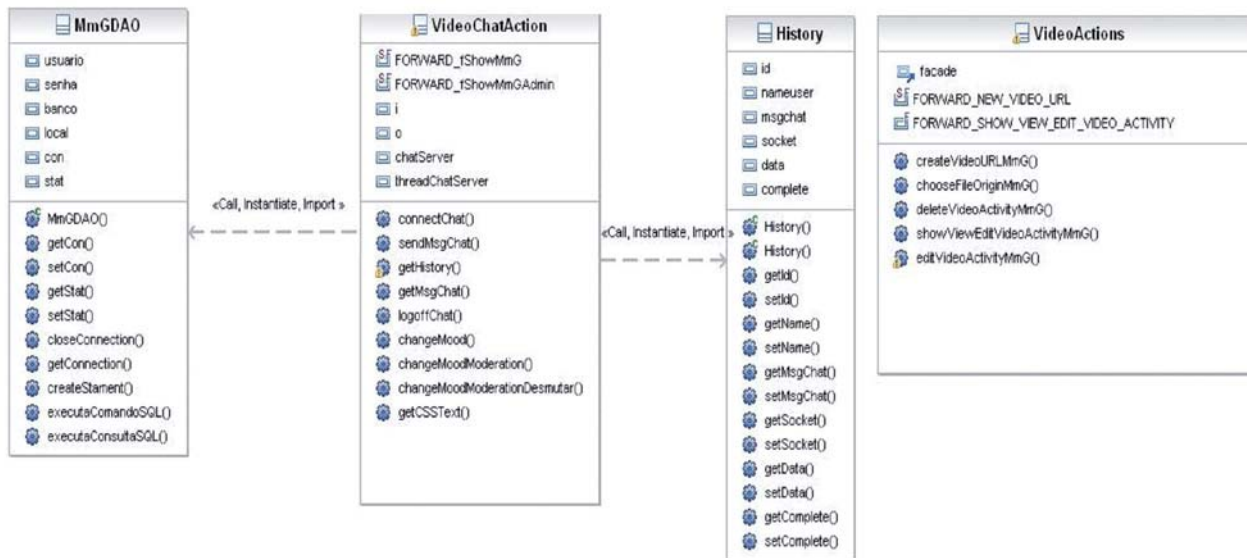 MmGDAO
usuario
senha
banco
local
con
stat
MmGDAO()
getCon()
setCon()
getStat()
setStat()
closeConnection()
getConnection()
createStament()
executaComandoSQL()
executaConsultaSQL()
«Call, Instantiate, Import »
VideoChatAction
FORWARD_tShowMmG
FORWARD_tShowMmGAdmin
i
o
chatServer
threadChatServer
connectChat()
sendMsgChat()
getHistory()
getMsgChat()
logoffChat()
changeMood()
changeMoodModeration()
changeMoodModerationDesmutar()
getCSSText()
«Call, Instantiate, Import »
History
id
nameuser
msgchat
socket
data
complete
History()
History()
getId()
setId()
getName()
setName()
getMsgChat()
setMsgChat()
getSocket()
setSocket()
getData()
setData()
getComplete()
setComplete()
VideoActions
facade
FORWARD_NEW_VIDEO_URL
FORWARD_SHOW_VIEW_EDIT_VIDEO_ACTIVITY
createVideoURLMmG()
chooseFileOriginMmG()
deleteVideoActivityMmG()
showViewEditVideoActivityMmG()
editVideoActivityMmG()